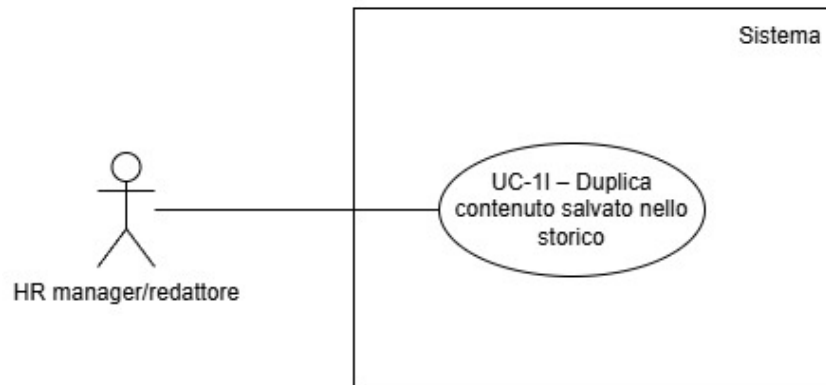 Sistema
UC-1I – Duplica
contenuto salvato nello
storico
HR manager/redattore